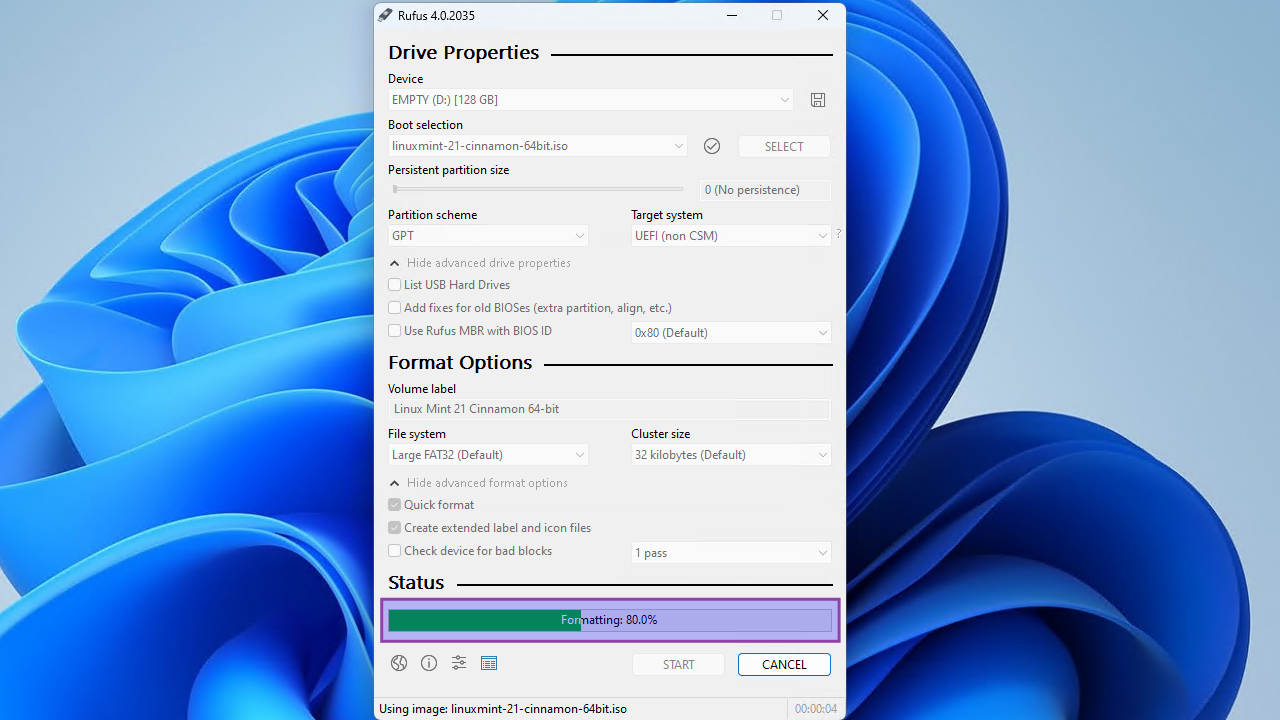 Rufus 4.0.2035
Drive Properties
Device
EMPTY (D:) [128 GB]
Boot selection
linuxmint-21-cinnamon-64bit.iso
SELECT
Persistent partition size
0 (No persistence)
Partition scheme
Target system
GPT
UEFI (non CSM)
?
Hide advanced drive properties
List USB Hard Drives
Add fixes for old BIOSes (extra partition, align, etc.)
Use Rufus MBR with BIOS ID
0x80 (Default)
Format Options
Volume label
Linux Mint 21 Cinnamon 64-bit
File system
Cluster size
Large FAT32 (Default)
32 kilobytes (Default)
Hide advanced format options
Quick format
Create extended label and icon files
Check device for bad blocks
1 pass
Status
Formatting: 80.0%
START
CANCEL
Using image: linuxmint-21-cinnamon-64bit.iso
00:00:04